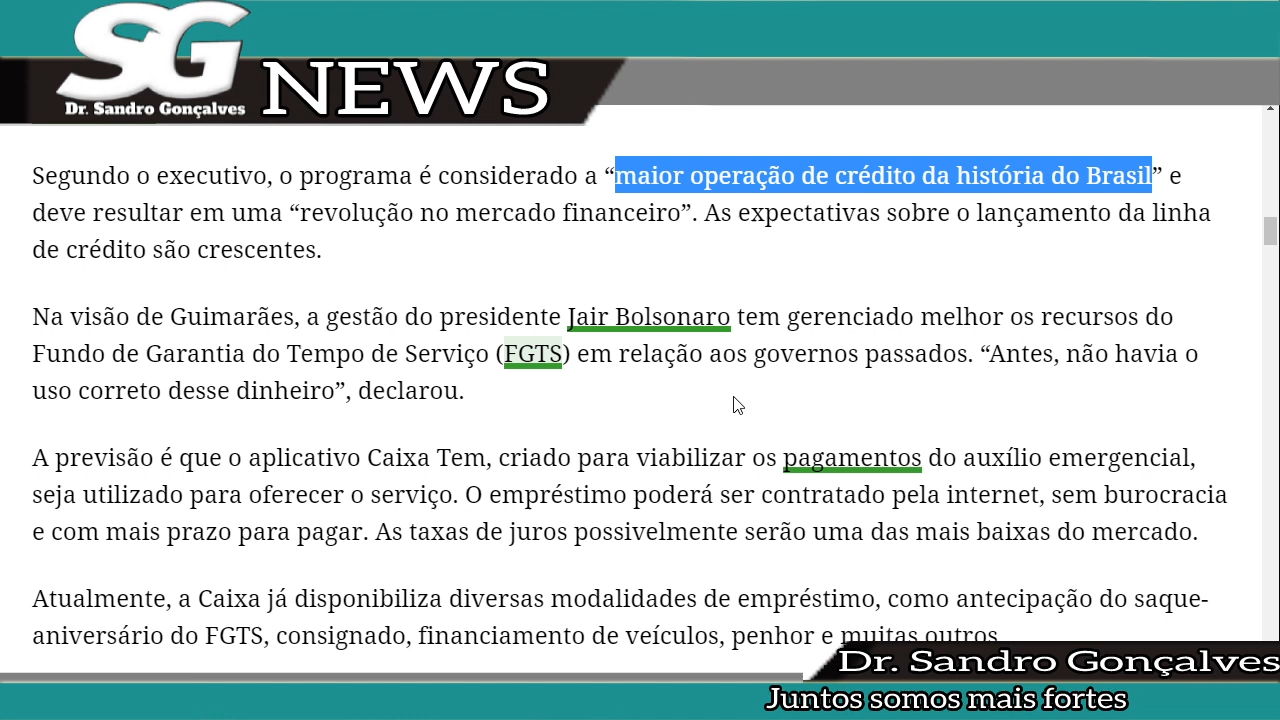 SG
Dr. Sandro Gonçalves
NEWS
Segundo o executivo, o programa é considerado a “maior operação de crédito da história do Brasil” e
deve resultar em uma “revolução no mercado financeiro”. As expectativas sobre o lançamento da linha
de crédito são crescentes.
Na visão de Guimarães, a gestão do presidente Jair Bolsonaro tem gerenciado melhor os recursos do
Fundo de Garantia do Tempo de Serviço (FGTS) em relação aos governos passados. “Antes, não havia o
uso correto desse dinheiro”, declarou.
A previsão é que o aplicativo Caixa Tem, criado para viabilizar os pagamentos do auxílio emergencial,
seja utilizado para oferecer o serviço. O empréstimo poderá ser contratado pela internet, sem burocracia
e com mais prazo para pagar. As taxas de juros possivelmente serão uma das mais baixas do mercado.
Atualmente, a Caixa já disponibiliza diversas modalidades de empréstimo, como antecipação do saque-
aniversário do FGTS, consignado, financiamento de veículos, penhor e muitas outros
Dr. Sandro Gonçalves
Juntos somos mais fortes